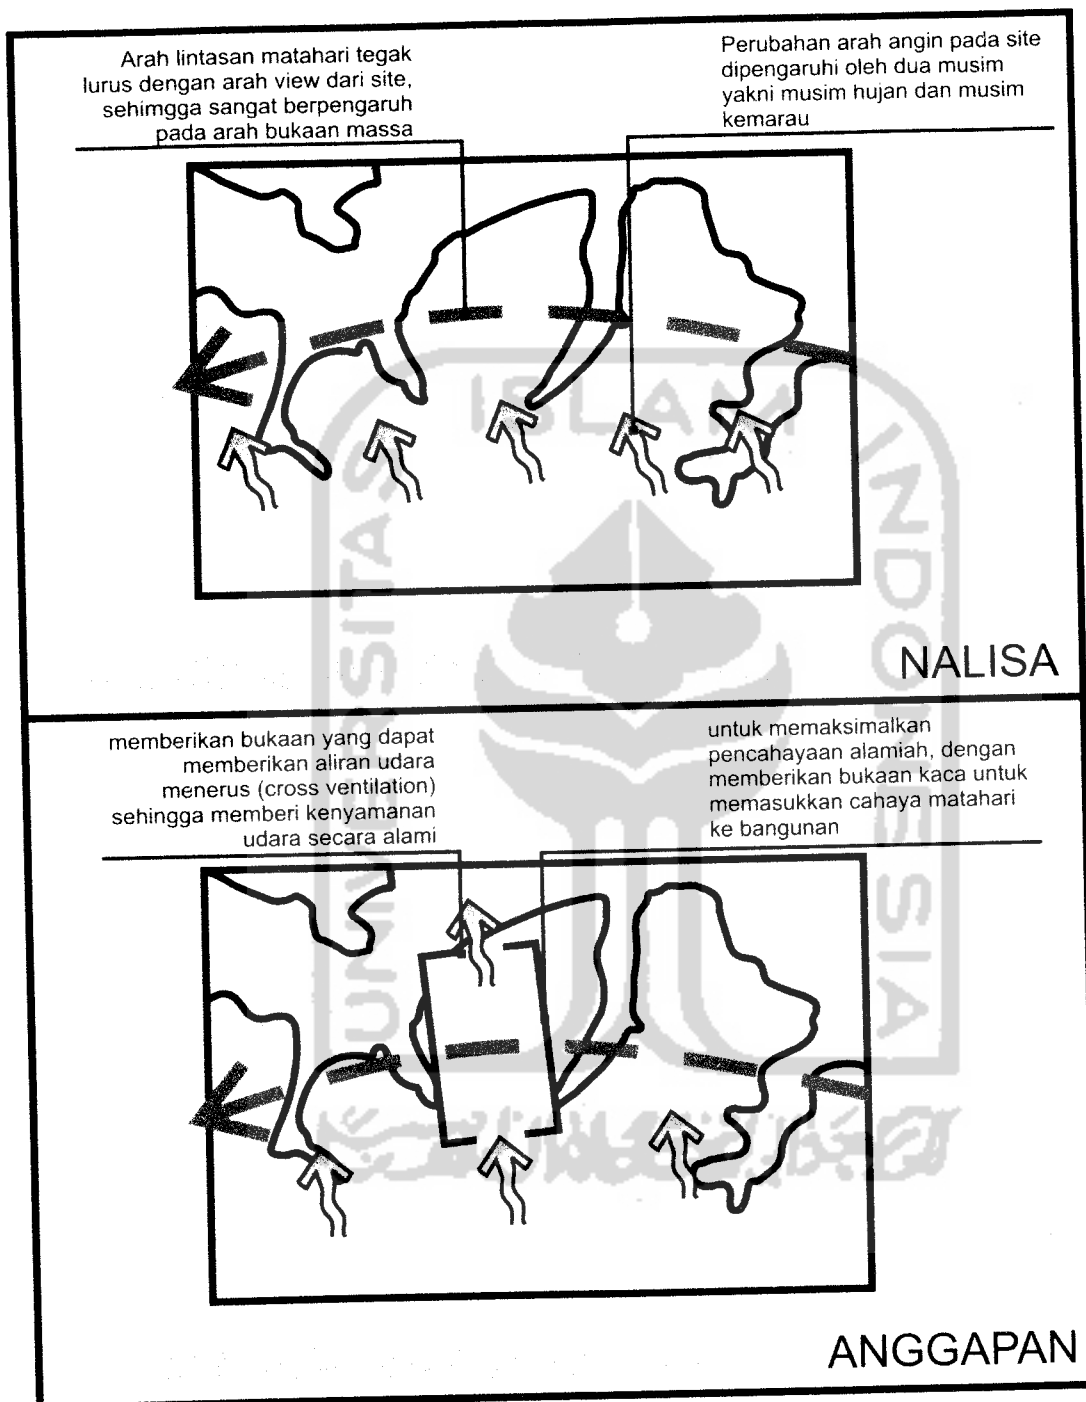 Arah lintasan matahari tegak
lurus dengan arah view dari site,
sehimgga sangat berpengaruh
pada arah bukaan massa
Perubahan arah angin pada site
dipengaruhi oleh dua musim
yakni musim hujan dan musim
kemarau
NALISA
memberikan bukaan yang dapat
memberikan aliran udara
menerus (cross ventilation)
sehingga memberi kenyamanan
udara secara alami
untuk memaksimalkan
pencahayaan alamiah, dengan
memberikan bukaan kaca untuk
memasukkan cahaya matahari
ke bangunan
ANGGAPAN
UNIVERSITAS
ISLAM
INDONESIA